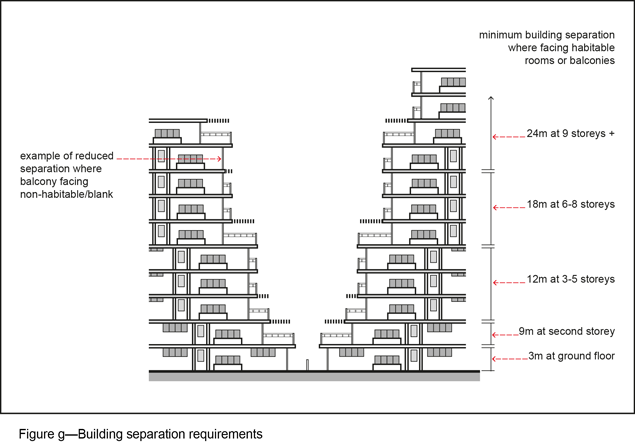 minimum building separation
where facing habitable
rooms or balconies
24m at 9 storeys +
example of reduced
separation where
balcony facing
non-habitable/blank
18m at 6-8 storeys
12m at 3-5 storeys
9m at second storey
3m at ground floor
Figure g—Building separation requirements